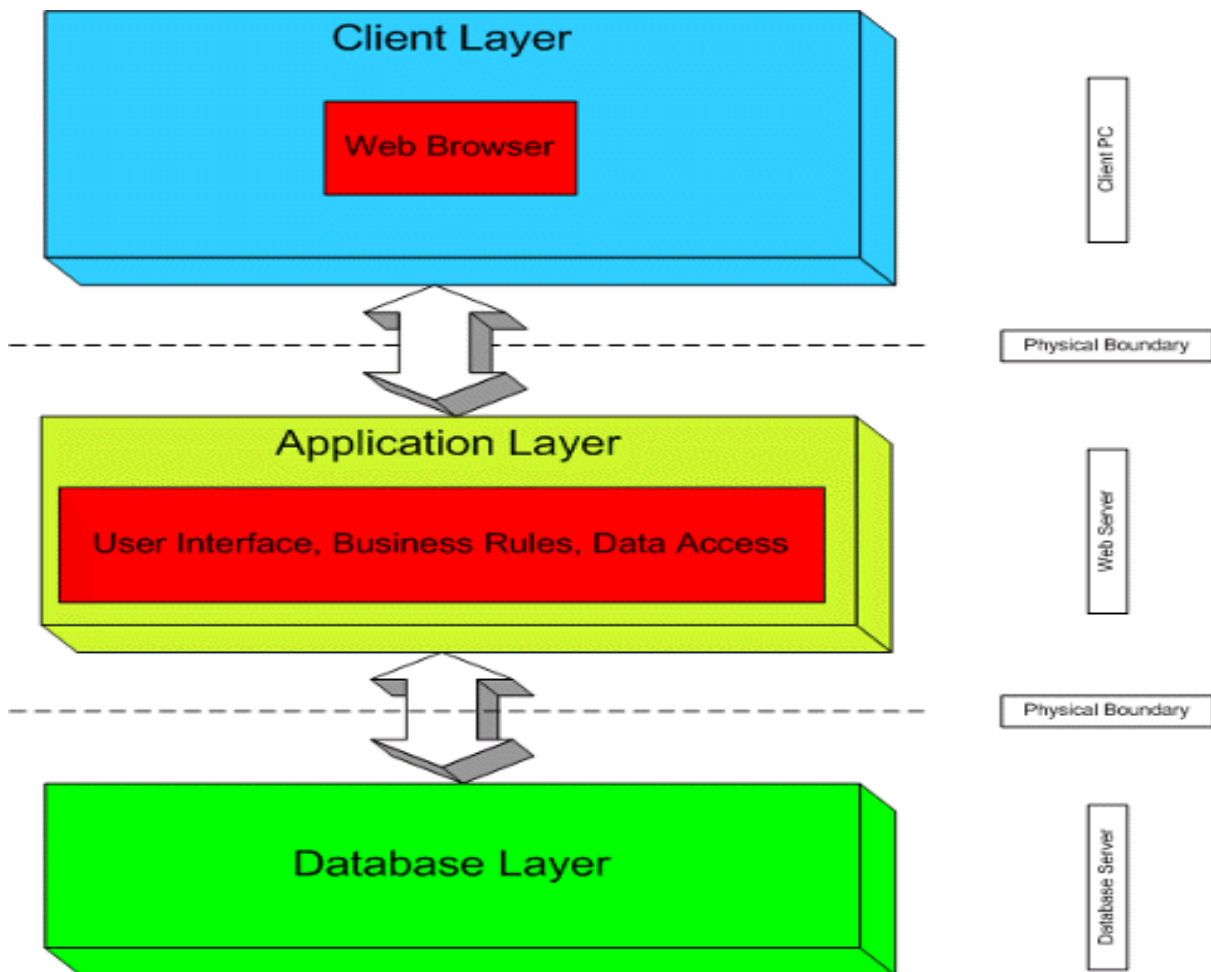 Client Layer
Web Browser
Client PC
Physical Boundary
Application Layer
User Interface, Business Rules, Data Access
Web Server
Physical Boundary
Database Layer
Database Server